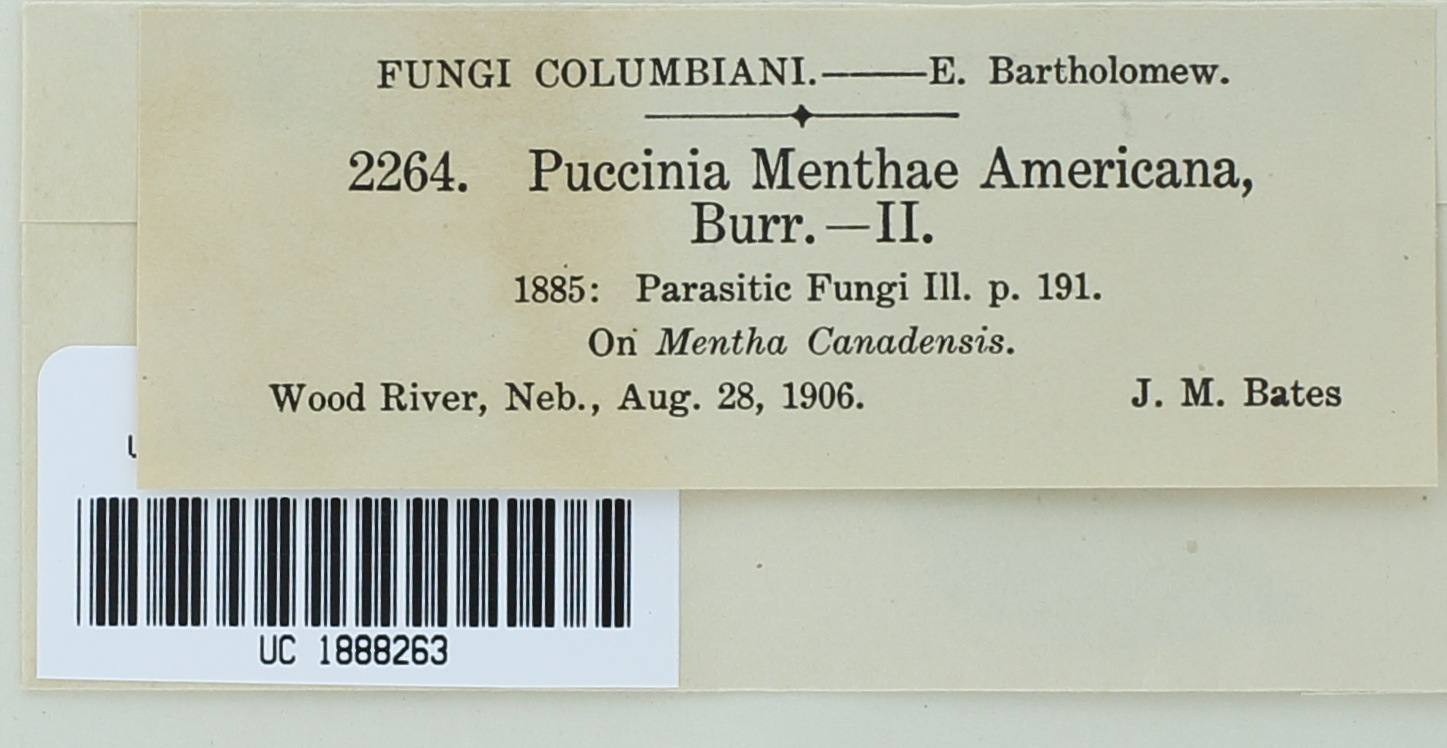 FUNGI COLUMBIANI.——E. Bartholomew.
2264. Puccinia Menthae Americana,
Burr.—II.
1885: Parasitic Fungi Ill. p. 191.
On Mentha Canadensis.
Wood River, Neb., Aug. 28, 1906. J. M. Bates
UC 1888263